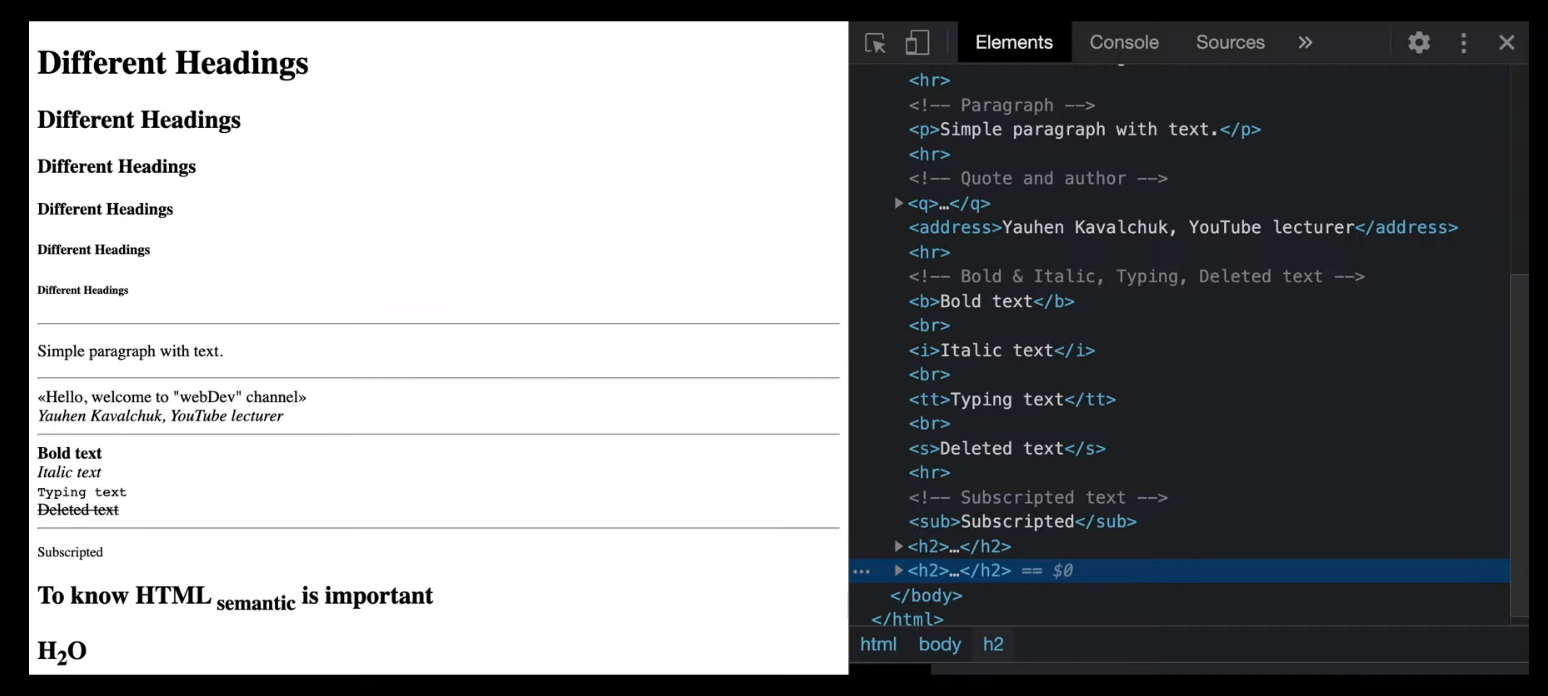 Different Headings
Different Headings
Different Headings
Different Headings
Different Headings
Different Headings
Simple paragraph with text.
«Hello, welcome to "webDev" channel»
Yauhen Kavalchuk, YouTube lecturer
Bold text
Italic text
Typing text
Deleted text
Subscripted
To know HTML semantic is important
H2O
Elements Console Sources »
<hr>
<!-- Paragraph -->
<p>Simple paragraph with text.</p>
<hr>
<!-- Quote and author -->
<q>…</q>
<address>Yauhen Kavalchuk, YouTube lecturer</address>
<hr>
<!-- Bold & Italic, Typing, Deleted text -->
<b>Bold text</b>
<br>
<i>Italic text</i>
<br>
<tt>Typing text</tt>
<br>
<s>Deleted text</s>
<hr>
<!-- Subscripted text -->
<sub>Subscripted</sub>
<h2>…</h2>
… <h2>…</h2> == $0
</body>
</html>
html body h2